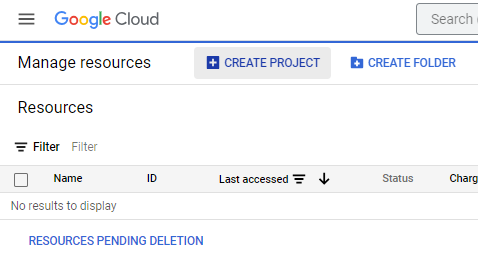 Google Cloud
Search
Manage resources
CREATE PROJECT
CREATE FOLDER
Resources
Filter Filter
Name ID Last accessed Status
No results to display
RESOURCES PENDING DELETION